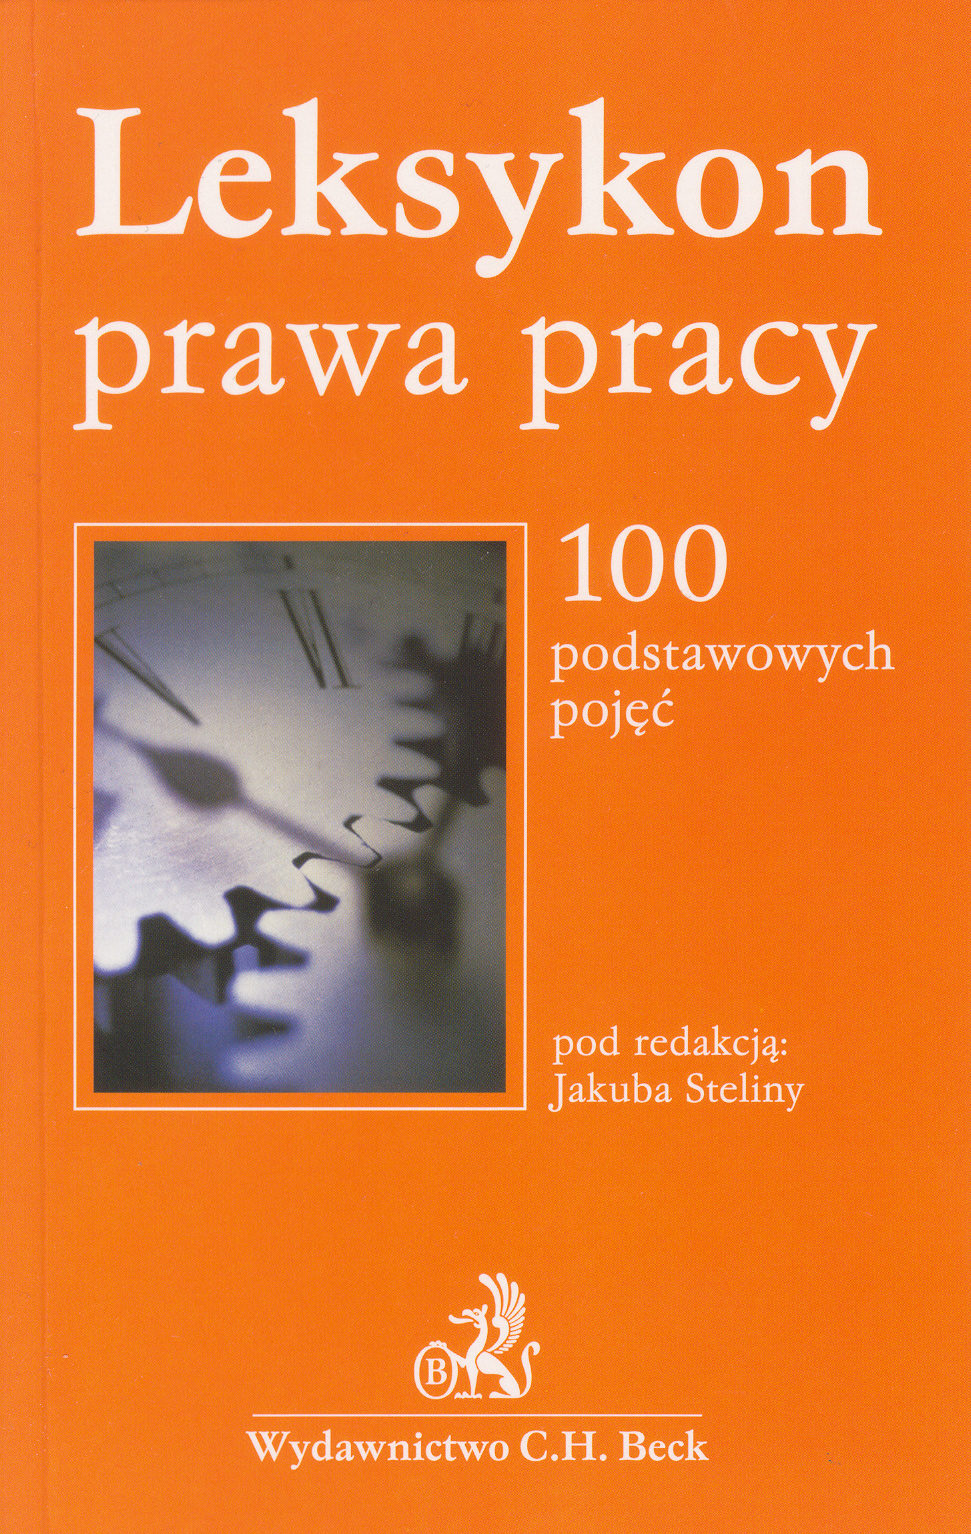 Leksykon
prawa pracy
100
podstawowych
pojęć
pod redakcją:
Jakuba Steliny
B
Wydawnictwo C.H. Beck